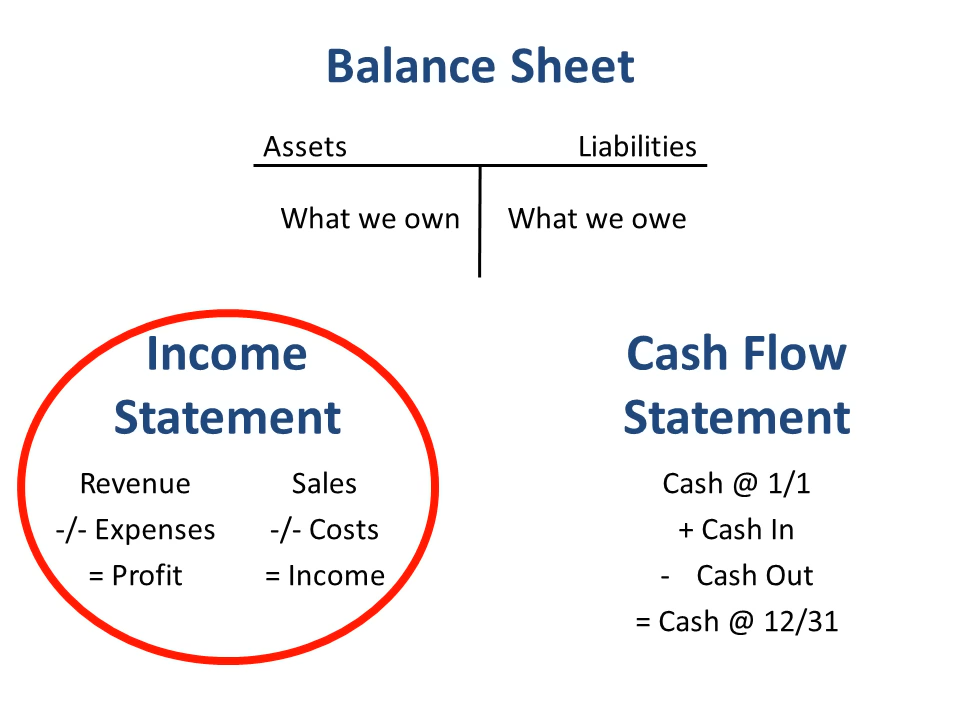 Balance Sheet
Assets Liabilities
What we own What we owe
Income
Statement
Revenue Sales
-/- Expenses -/- Costs
= Profit = Income
Cash Flow
Statement
Cash @ 1/1
+ Cash In
- Cash Out
= Cash @ 12/31